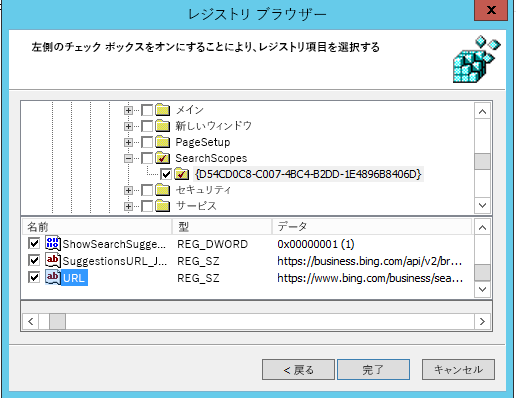 レジストリ ブラウザー
x
左側のチェック ボックスをオンにすることにより、レジストリ項目を選択する
メイン
新しいウィンドウ
PageSetup
SearchScopes
{D54CD0C8-C007-4BC4-B2DD-1E4896B8406D}
セキュリティ
サービス
名前 型 データ
ShowSearchSugge... REG_DWORD 0x00000001 (1)
ab SuggestionsURL_J... REG_SZ https://business.bing.com/api/v2/br...
ab URL REG_SZ https://www.bing.com/business/sea...
< 戻る 完了 キャンセル